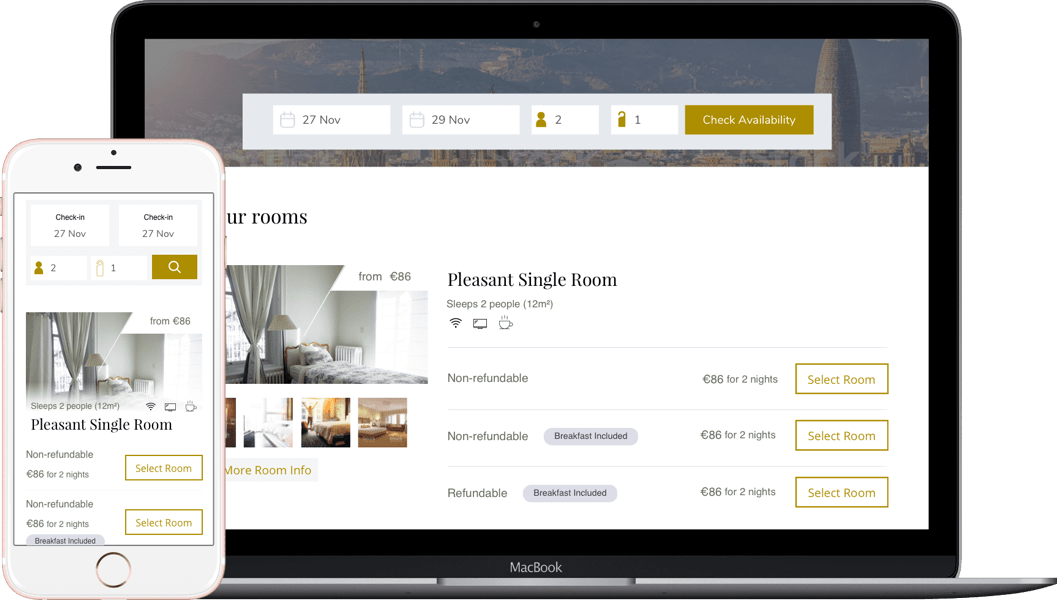 27 Nov
29 Nov
2
1
Check Availability
ur rooms
from €86
Pleasant Single Room
Sleeps 2 people (12m²)
Non-refundable
€86 for 2 nights
Select Room
Non-refundable
Breakfast Included
€86 for 2 nights
Select Room
More Room Info
Refundable
Breakfast Included
€86 for 2 nights
Select Room
MacBook
Check-in
Check-in
27 Nov
27 Nov
2
1
from €86
Sleeps 2 people (12m²)
Pleasant Single Room
Non-refundable
€86 for 2 nights
Select Room
Non-refundable
€86 for 2 nights
Select Room
Breakfast Included